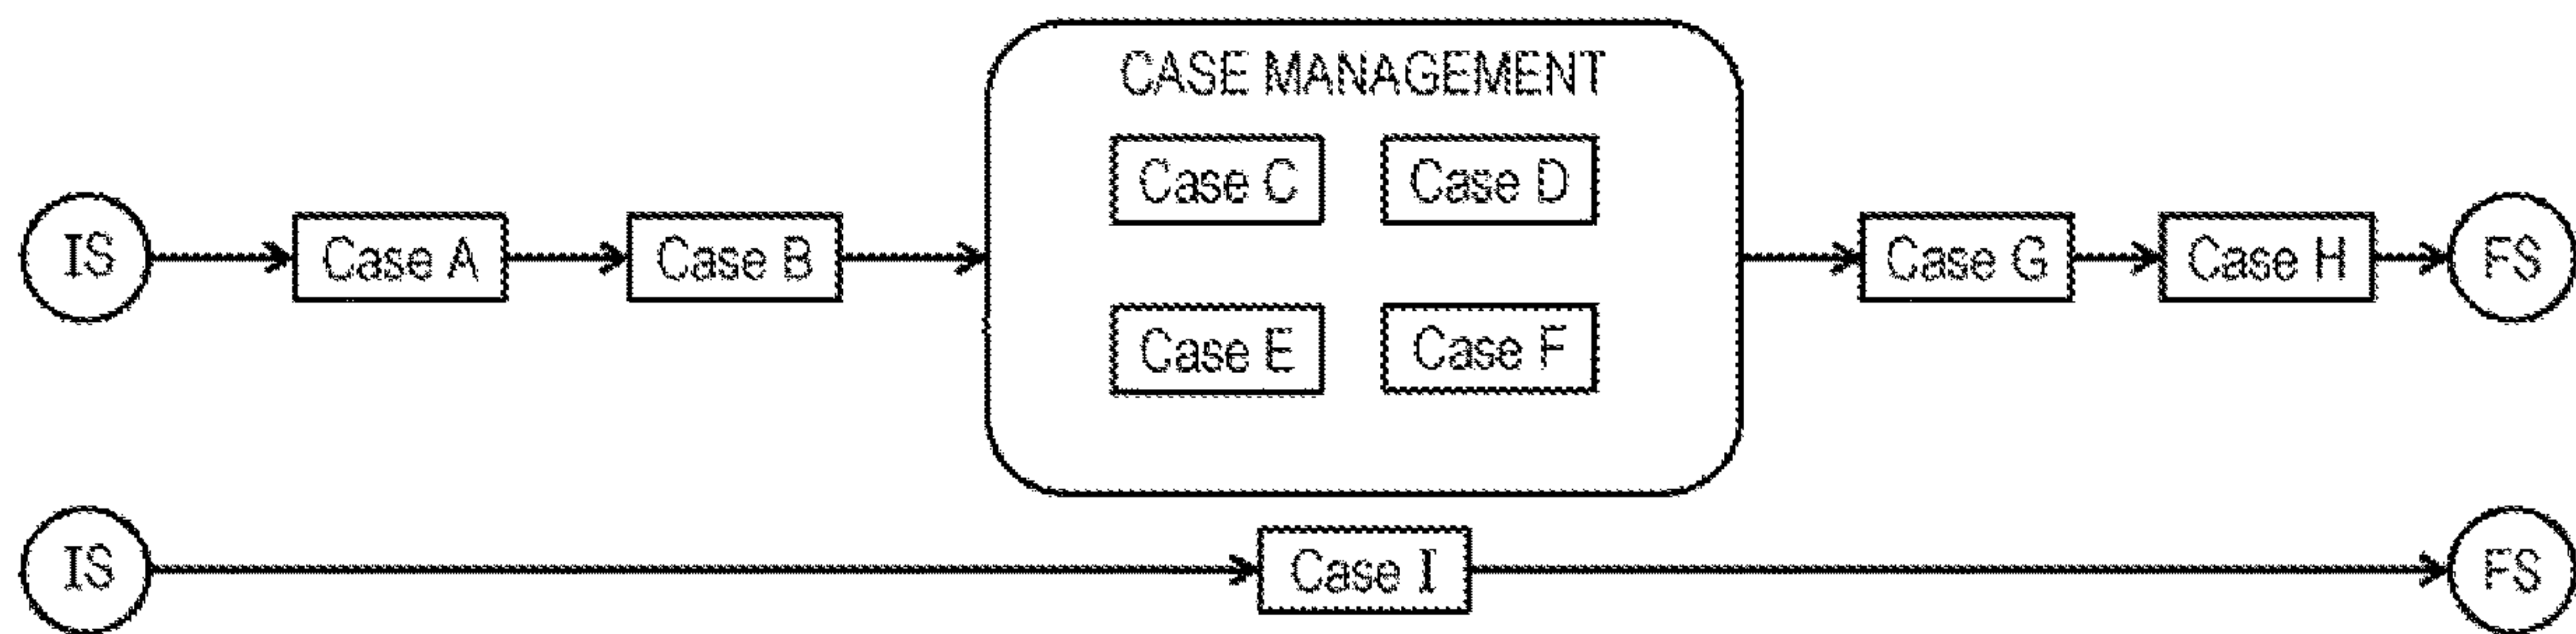 CASE MANAGEMENT
Case C Case D
IS Case A Case B Case G Case H FS
Case E Case F
IS Case I FS